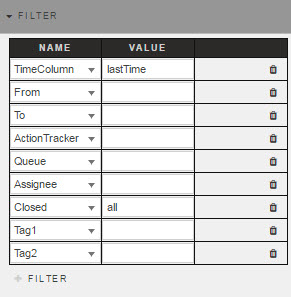 FILTER
NAME VALUE
TimeColumn lastTime
From
To
ActionTracker
Queue
Assignee
Closed all
Tag1
Tag2
+ FILTER